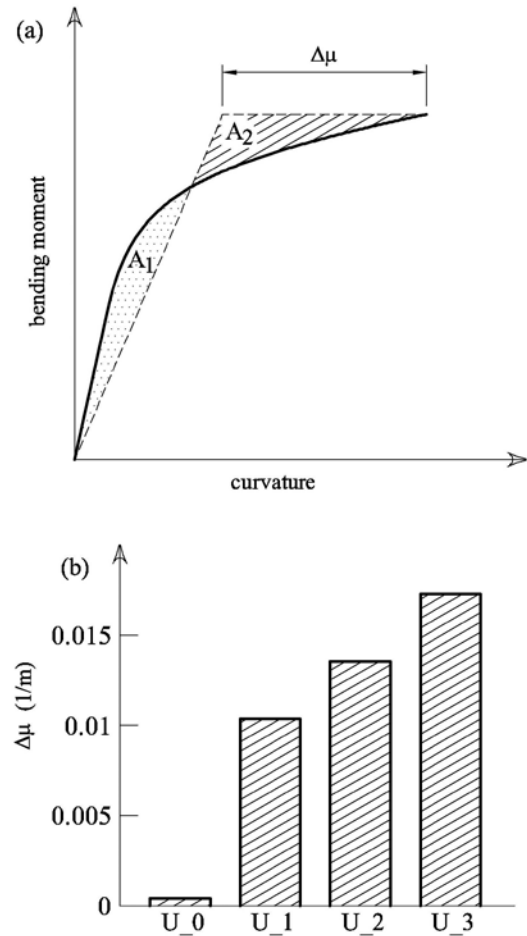 (a)
Δμ
A2
A1
bending moment
curvature
(b)
Δμ (1/m)
0.015
0.01
0.005
0
U_0 U_1 U_2 U_3